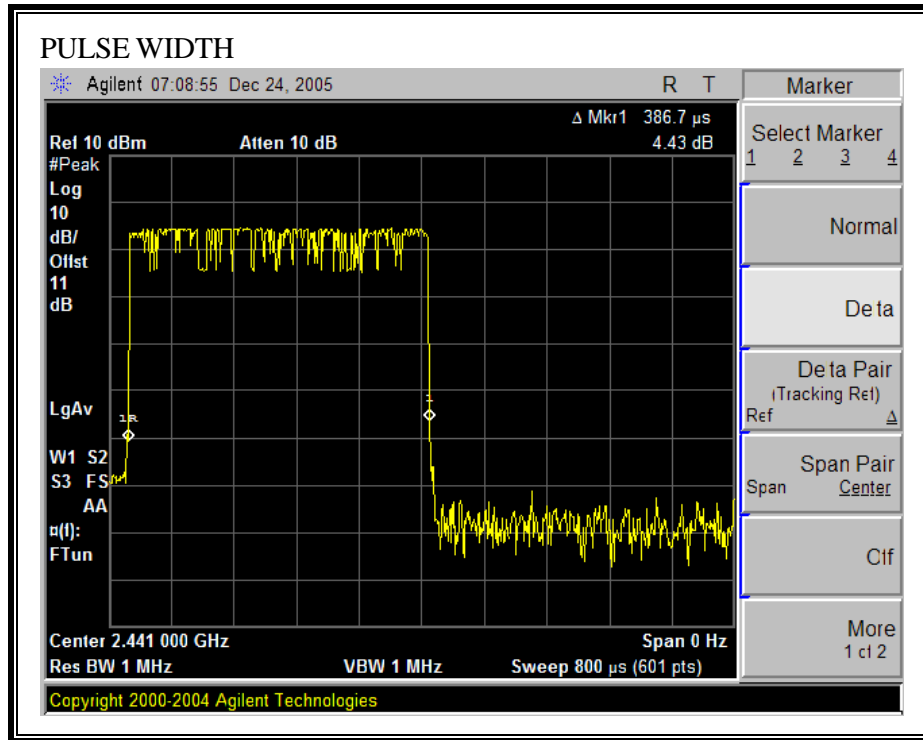 PULSE WIDTH
Agilent 07:08:55 Dec 24, 2005 R T
Δ Mkr1 386.7 µs
Ref 10 dBm Atten 10 dB 4.43 dB
#Peak
Log
10
dB/
Offst
11
dB
1R
1
LgAv
W1 S2
S3 FS
AA
¤(f):
FTun
Center 2.441 000 GHz Span 0 Hz
Res BW 1 MHz VBW 1 MHz Sweep 800 µs (601 pts)
Copyright 2000-2004 Agilent Technologies
Marker
Select Marker
1 2 3 4
Normal
Delta
Delta Pair
(Tracking Ref)
Ref Δ
Span Pair
Span Center
Off
More
1 of 2